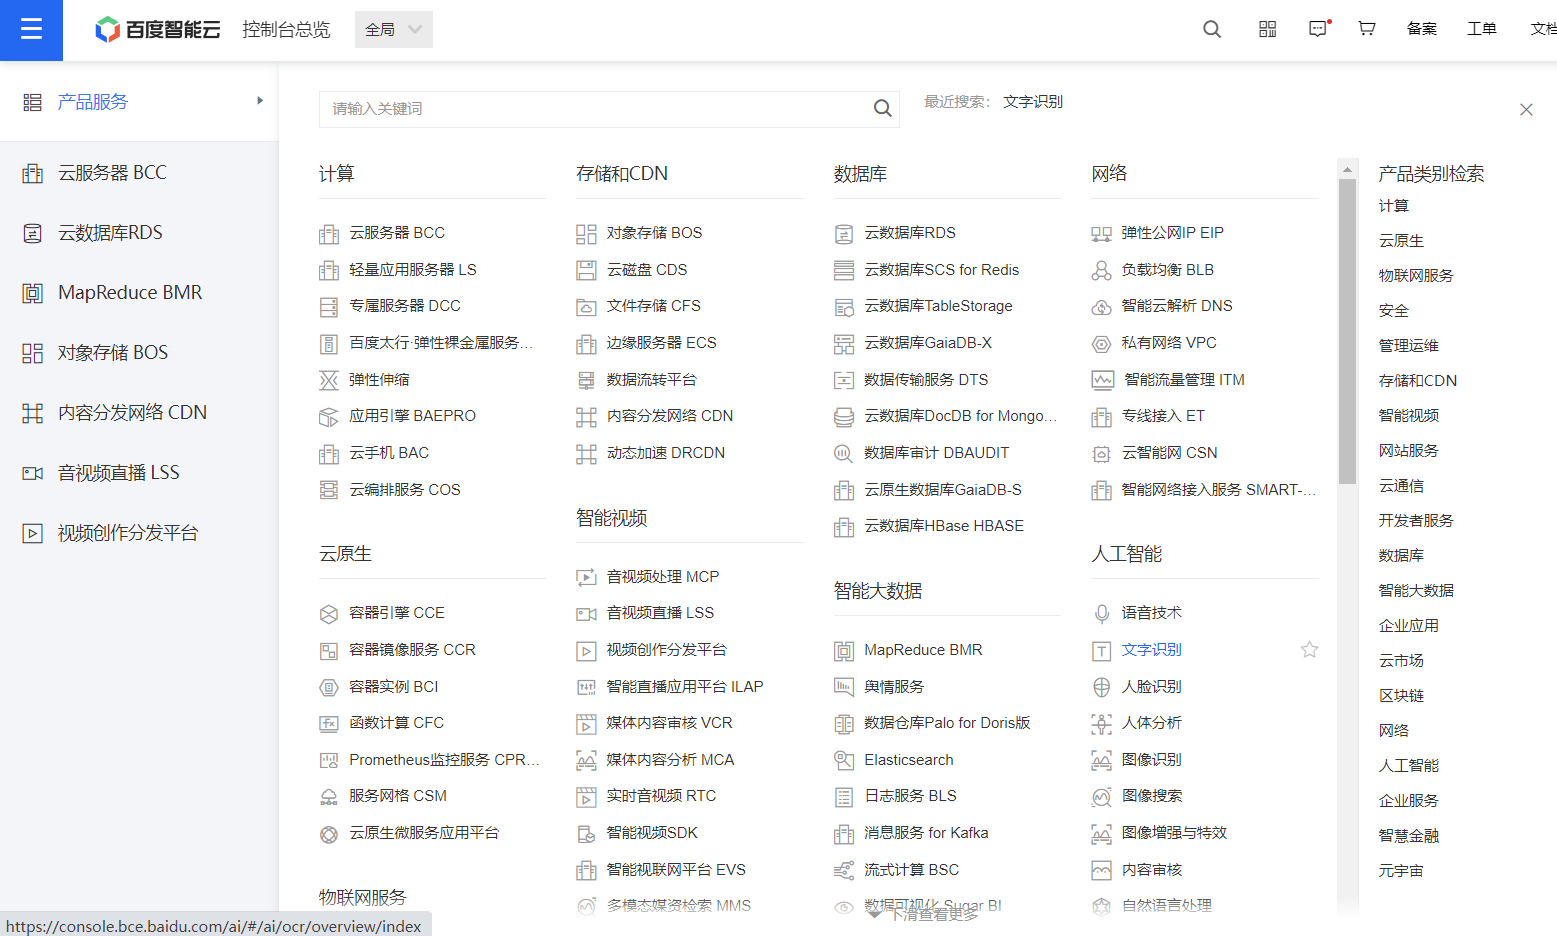 百度智能云
控制台总览
全局
备案
工单
文档
产品服务
云服务器 BCC
云数据库RDS
MapReduce BMR
对象存储 BOS
内容分发网络 CDN
音视频直播 LSS
视频创作分发平台
请输入关键词
最近搜索：
文字识别
计算
云服务器 BCC
轻量应用服务器 LS
专属服务器 DCC
百度太行·弹性裸金属服务...
弹性伸缩
应用引擎 BAEPRO
云手机 BAC
云编排服务 COS
云原生
容器引擎 CCE
容器镜像服务 CCR
容器实例 BCI
函数计算 CFC
Prometheus监控服务 CPR...
服务网格 CSM
云原生微服务应用平台
物联网服务
存储和CDN
对象存储 BOS
云磁盘 CDS
文件存储 CFS
边缘服务器 ECS
数据流转平台
内容分发网络 CDN
动态加速 DRCDN
智能视频
音视频处理 MCP
音视频直播 LSS
视频创作分发平台
智能直播应用平台 ILAP
媒体内容审核 VCR
媒体内容分析 MCA
实时音视频 RTC
智能视频SDK
智能视联网平台 EVS
多模态媒资检索 MMS
数据库
云数据库RDS
云数据库SCS for Redis
云数据库TableStorage
云数据库GaiaDB-X
数据传输服务 DTS
云数据库DocDB for Mongo...
数据库审计 DBAUDIT
云原生数据库GaiaDB-S
云数据库HBase HBASE
智能大数据
MapReduce BMR
舆情服务
数据仓库Palo for Doris版
Elasticsearch
日志服务 BLS
消息服务 for Kafka
流式计算 BSC
数据可视化 Sugar BI
下滑查看更多
网络
弹性公网IP EIP
负载均衡 BLB
智能云解析 DNS
私有网络 VPC
智能流量管理 ITM
专线接入 ET
云智能网 CSN
智能网络接入服务 SMART-...
人工智能
语音技术
文字识别
人脸识别
人体分析
图像识别
图像搜索
图像增强与特效
内容审核
自然语言处理
产品类别检索
计算
云原生
物联网服务
安全
管理运维
存储和CDN
智能视频
网站服务
云通信
开发者服务
数据库
智能大数据
企业应用
云市场
区块链
网络
人工智能
企业服务
智慧金融
元宇宙
https://console.bce.baidu.com/ai/#/ai/ocr/overview/index